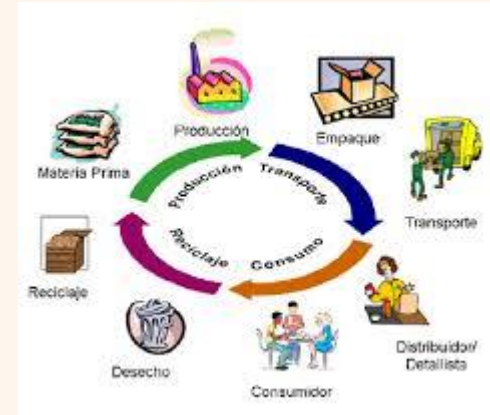 Producción
Empaque
Materia Prima
Producción
Transporte
Transporte
Reciclaje
Consumo
Reciclaje
Distribuidor/
Detallista
Desecho
Consumidor